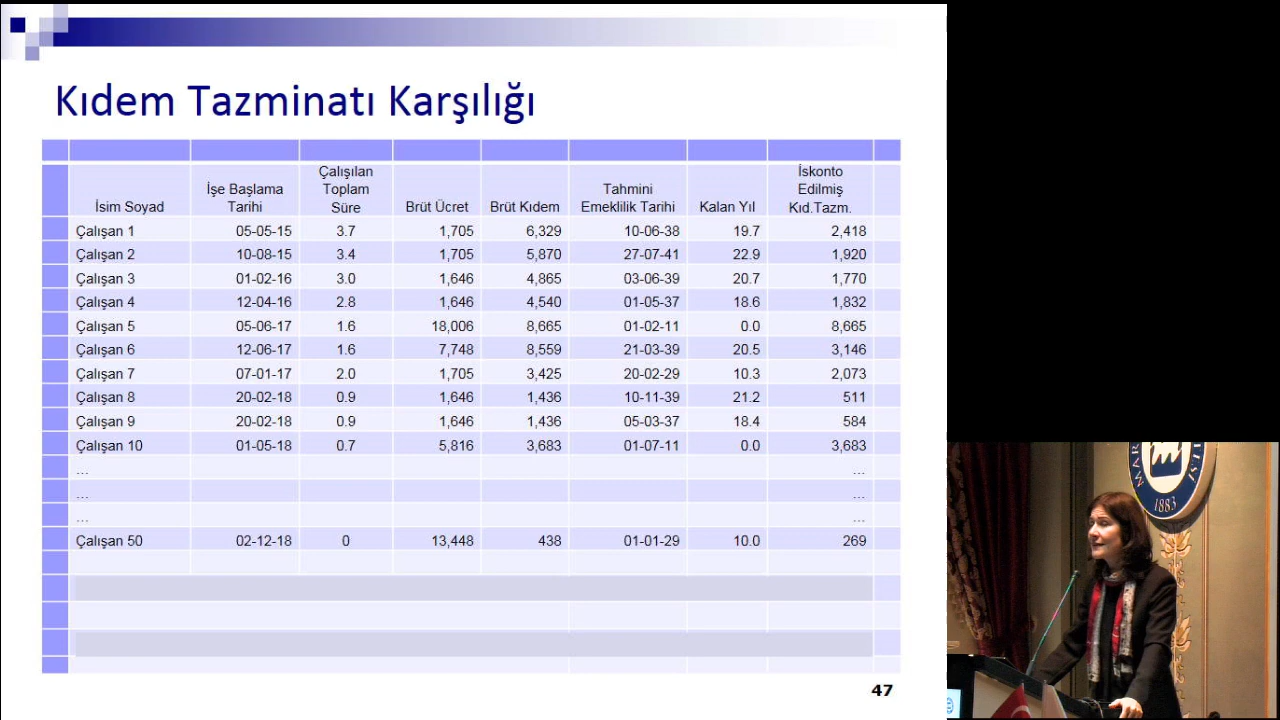 Kıdem Tazminatı Karşılığı
İsim Soyad İşe Başlama Tarihi Çalışılan Toplam Süre Brüt Ücret Brüt Kıdem Tahmini Emeklilik Tarihi Kalan Yıl İskonto Edilmiş Kıd.Tazm.
Çalışan 1 05-05-15 3.7 1,705 6,329 10-06-38 19.7 2,418
Çalışan 2 10-08-15 3.4 1,705 5,870 27-07-41 22.9 1,920
Çalışan 3 01-02-16 3.0 1,646 4,865 03-06-39 20.7 1,770
Çalışan 4 12-04-16 2.8 1,646 4,540 01-05-37 18.6 1,832
Çalışan 5 05-06-17 1.6 18,006 8,665 01-02-11 0.0 8,665
Çalışan 6 12-06-17 1.6 7,748 8,559 21-03-39 20.5 3,146
Çalışan 7 07-01-17 2.0 1,705 3,425 20-02-29 10.3 2,073
Çalışan 8 20-02-18 0.9 1,646 1,436 10-11-39 21.2 511
Çalışan 9 20-02-18 0.9 1,646 1,436 05-03-37 18.4 584
Çalışan 10 01-05-18 0.7 5,816 3,683 01-07-11 0.0 3,683
... ...
... ...
... ...
Çalışan 50 02-12-18 0 13,448 438 01-01-29 10.0 269
47
1883